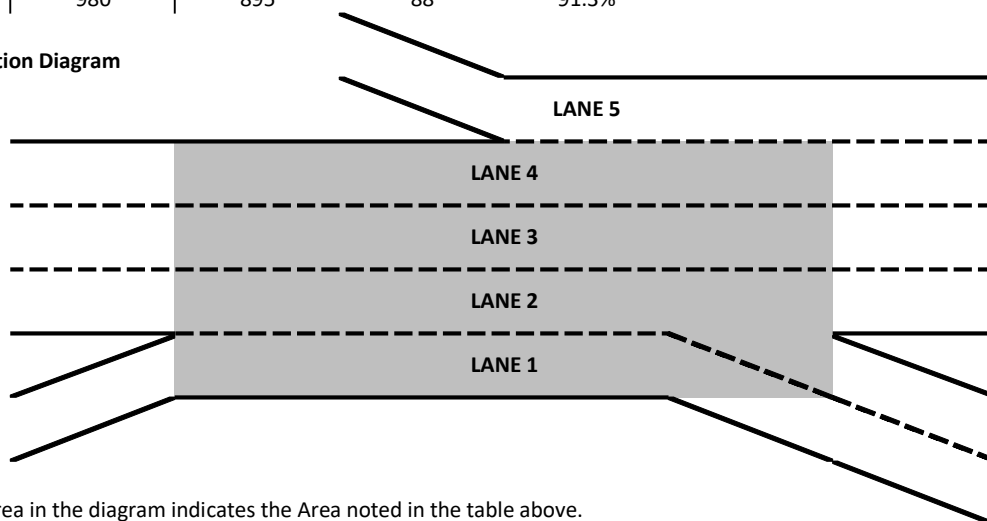 980 895 88 91.3%
tion Diagram
LANE 5
LANE 4
LANE 3
LANE 2
LANE 1
rea in the diagram indicates the Area noted in the table above.